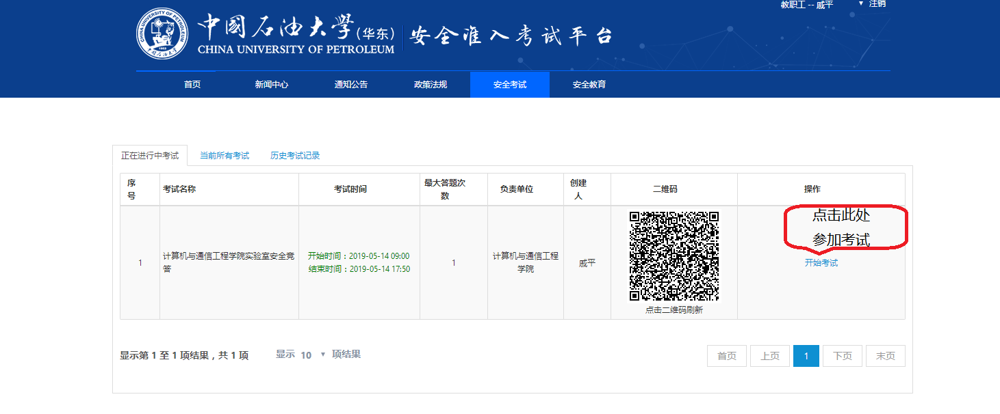 教职工 -- 戚平 ▼ 注销
中國石油大學(华东) 安全准入考试平台
CHINA UNIVERSITY OF PETROLEUM
首页 新闻中心 通知公告 政策法规 安全考试 安全教育
正在进行中考试 当前所有考试 历史考试记录
序号 考试名称 考试时间 最大答题次数 负责单位 创建人 二维码 操作
点击此处
参加考试
1 计算机与通信工程学院实验室安全竞答 开始时间：2019-05-14 09:00 1 计算机与通信工程学院 戚平 开始考试
结束时间：2019-05-14 17:50
点击二维码刷新
显示第 1 至 1 项结果，共 1 项 显示 10 ▼ 项结果 首页 上页 1 下页 末页